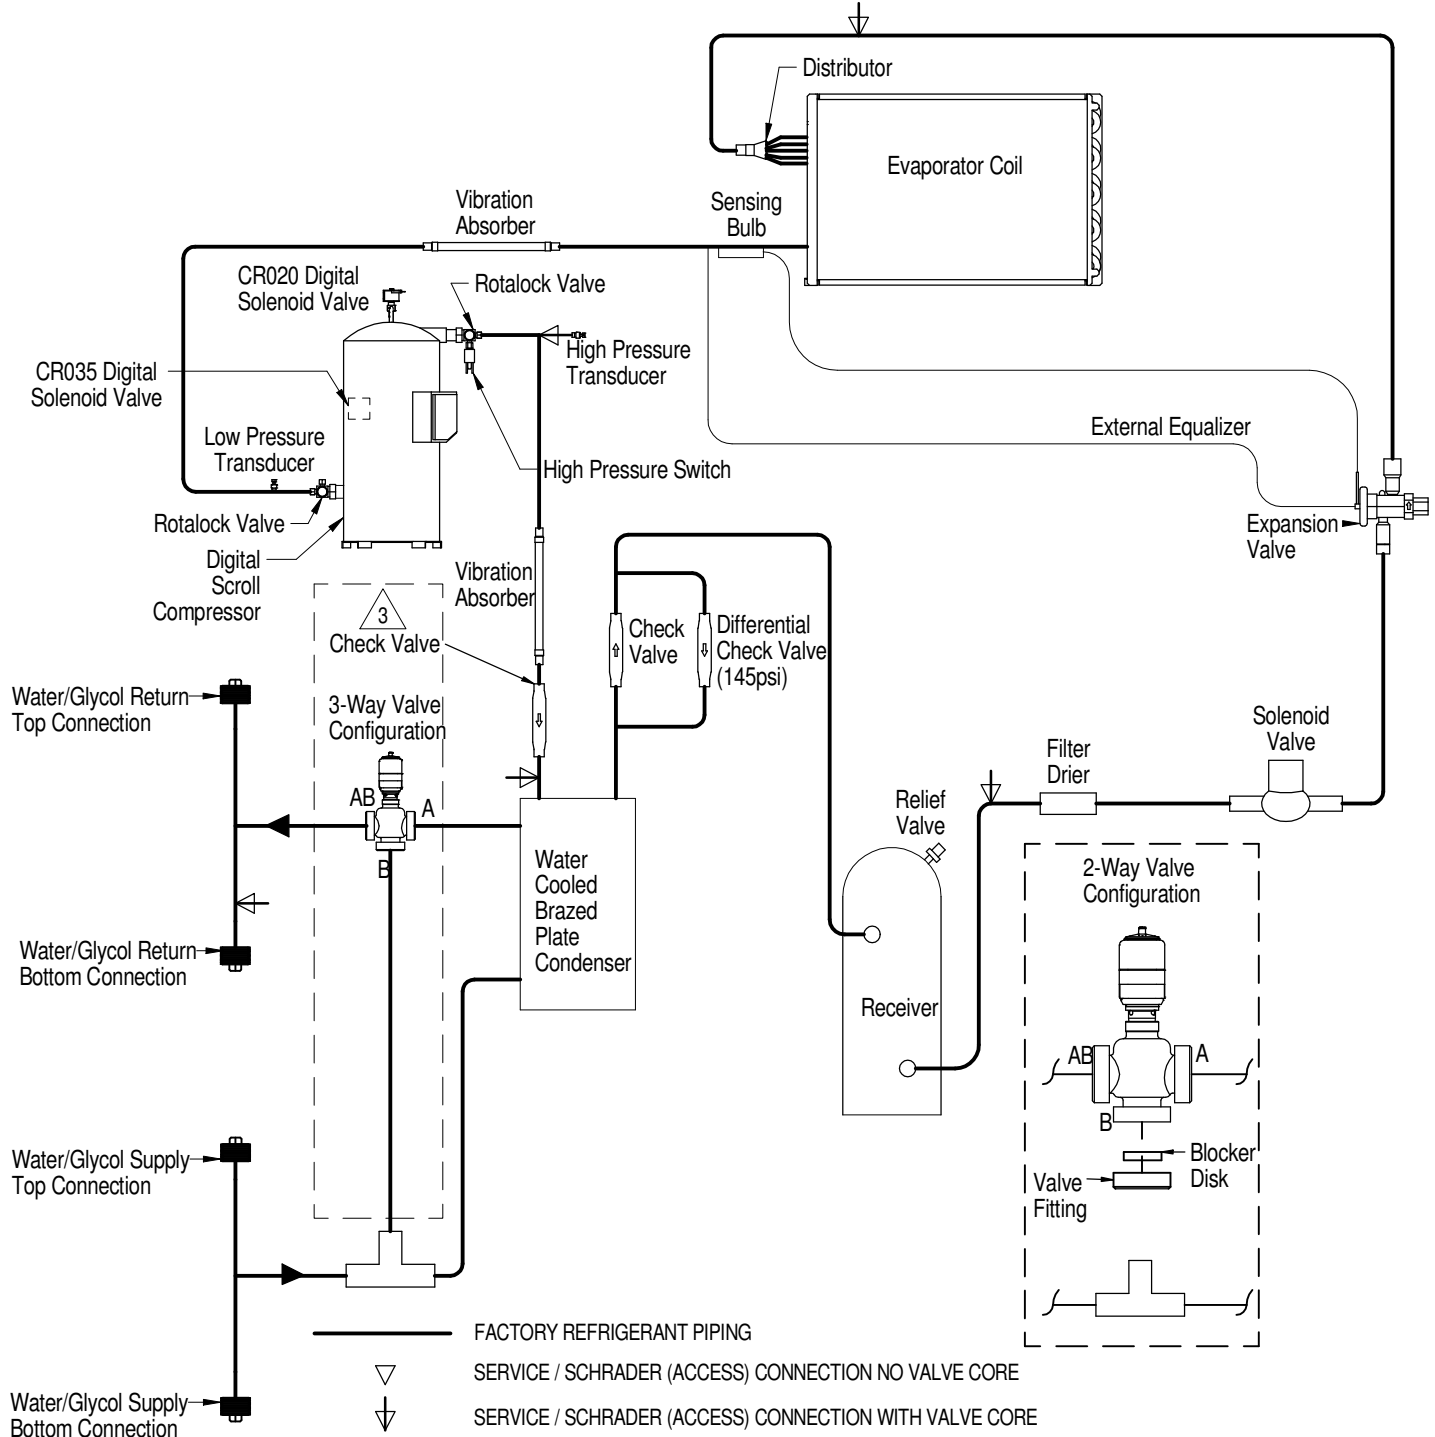 Distributor
Evaporator Coil
Vibration
Absorber
Sensing
Bulb
CR020 Digital
Solenoid Valve
Rotalock Valve
High Pressure
Transducer
CR035 Digital
Solenoid Valve
Low Pressure
Transducer
External Equalizer
High Pressure Switch
Rotalock Valve
Expansion
Valve
Digital
Scroll
Compressor
Vibration
Absorber
3
Check Valve
Check
Valve
Differential
Check Valve
(145psi)
Water/Glycol Return
Top Connection
3-Way Valve
Configuration
Solenoid
Valve
Filter
Drier
AB
A
B
Relief
Valve
Water
Cooled
Brazed
Plate
Condenser
2-Way Valve
Configuration
Water/Glycol Return
Bottom Connection
Receiver
AB
A
B
Blocker
Disk
Valve
Fitting
Water/Glycol Supply
Top Connection
FACTORY REFRIGERANT PIPING
SERVICE / SCHRADER (ACCESS) CONNECTION NO VALVE CORE
SERVICE / SCHRADER (ACCESS) CONNECTION WITH VALVE CORE
Water/Glycol Supply
Bottom Connection